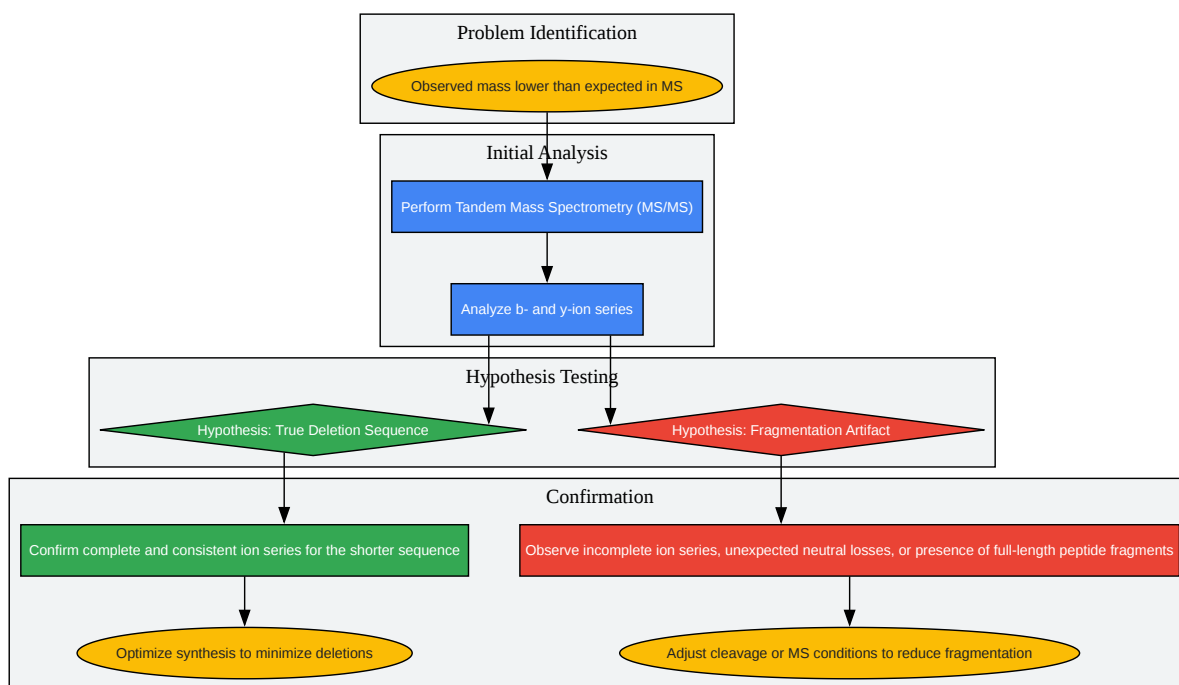 Problem Identification
Observed mass lower than expected in MS
Initial Analysis
Perform Tandem Mass Spectrometry (MS/MS)
Analyze b- and y-ion series
Hypothesis Testing
Hypothesis: True Deletion Sequence
Hypothesis: Fragmentation Artifact
Confirmation
Confirm complete and consistent ion series for the shorter sequence
Observe incomplete ion series, unexpected neutral losses, or presence of full-length peptide fragments
Optimize synthesis to minimize deletions
Adjust cleavage or MS conditions to reduce fragmentation